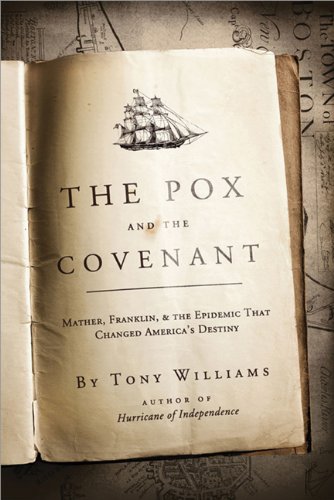 THE POX
AND THE
COVENANT
MATHER, FRANKLIN, & THE EPIDEMIC THAT
CHANGED AMERICA'S DESTINY
BY TONY WILLIAMS
AUTHOR OF
Hurricane of Independence
BOSTON